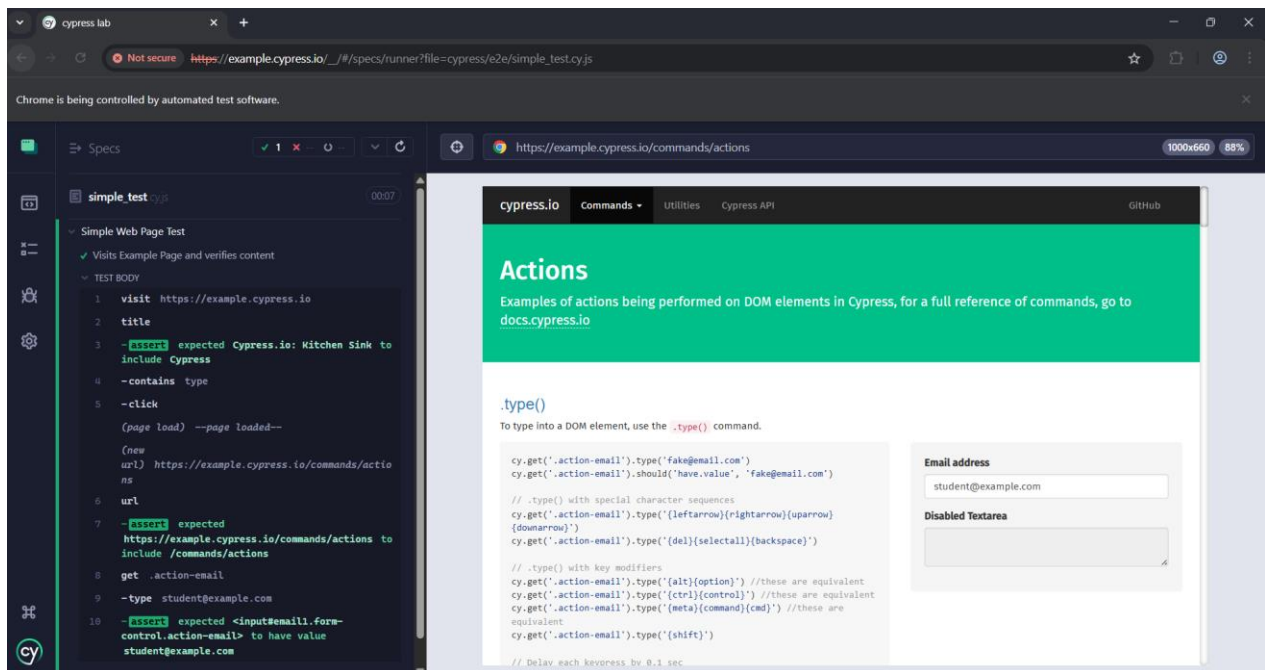 cypress lab
Not secure https://example.cypress.io/__/#/specs/runner?file=cypress/e2e/simple_test.cy.js
Chrome is being controlled by automated test software.
Specs
1 -- --
simple_test.cy.js 00:07
Simple Web Page Test
Visits Example Page and verifies content
TEST BODY
1 visit https://example.cypress.io
2 title
3 -assert expected Cypress.io: Kitchen Sink to
include Cypress
4 -contains type
5 -click
(page load) --page loaded--
(new
url) https://example.cypress.io/commands/actio
ns
6 url
7 -assert expected
https://example.cypress.io/commands/actions to
include /commands/actions
8 get .action-email
9 -type student@example.com
10 -assert expected <input#email1.form-
control.action-email> to have value
student@example.com
cy
https://example.cypress.io/commands/actions 1000x660 88%
cypress.io Commands Utilities Cypress API GitHub
Actions
Examples of actions being performed on DOM elements in Cypress, for a full reference of commands, go to
docs.cypress.io
.type()
To type into a DOM element, use the .type() command.
cy.get('.action-email').type('fake@email.com')
cy.get('.action-email').should('have.value', 'fake@email.com')
// .type() with special character sequences
cy.get('.action-email').type('{leftarrow}{rightarrow}{uparrow}
{downarrow}')
cy.get('.action-email').type('{del}{selectall}{backspace}')
// .type() with key modifiers
cy.get('.action-email').type('{alt}{option}') //these are equivalent
cy.get('.action-email').type('{ctrl}{control}') //these are equivalent
cy.get('.action-email').type('{meta}{command}{cmd}') //these are
equivalent
cy.get('.action-email').type('{shift}')
// Delay each keypress by 0.1 sec
Email address
student@example.com
Disabled Textarea